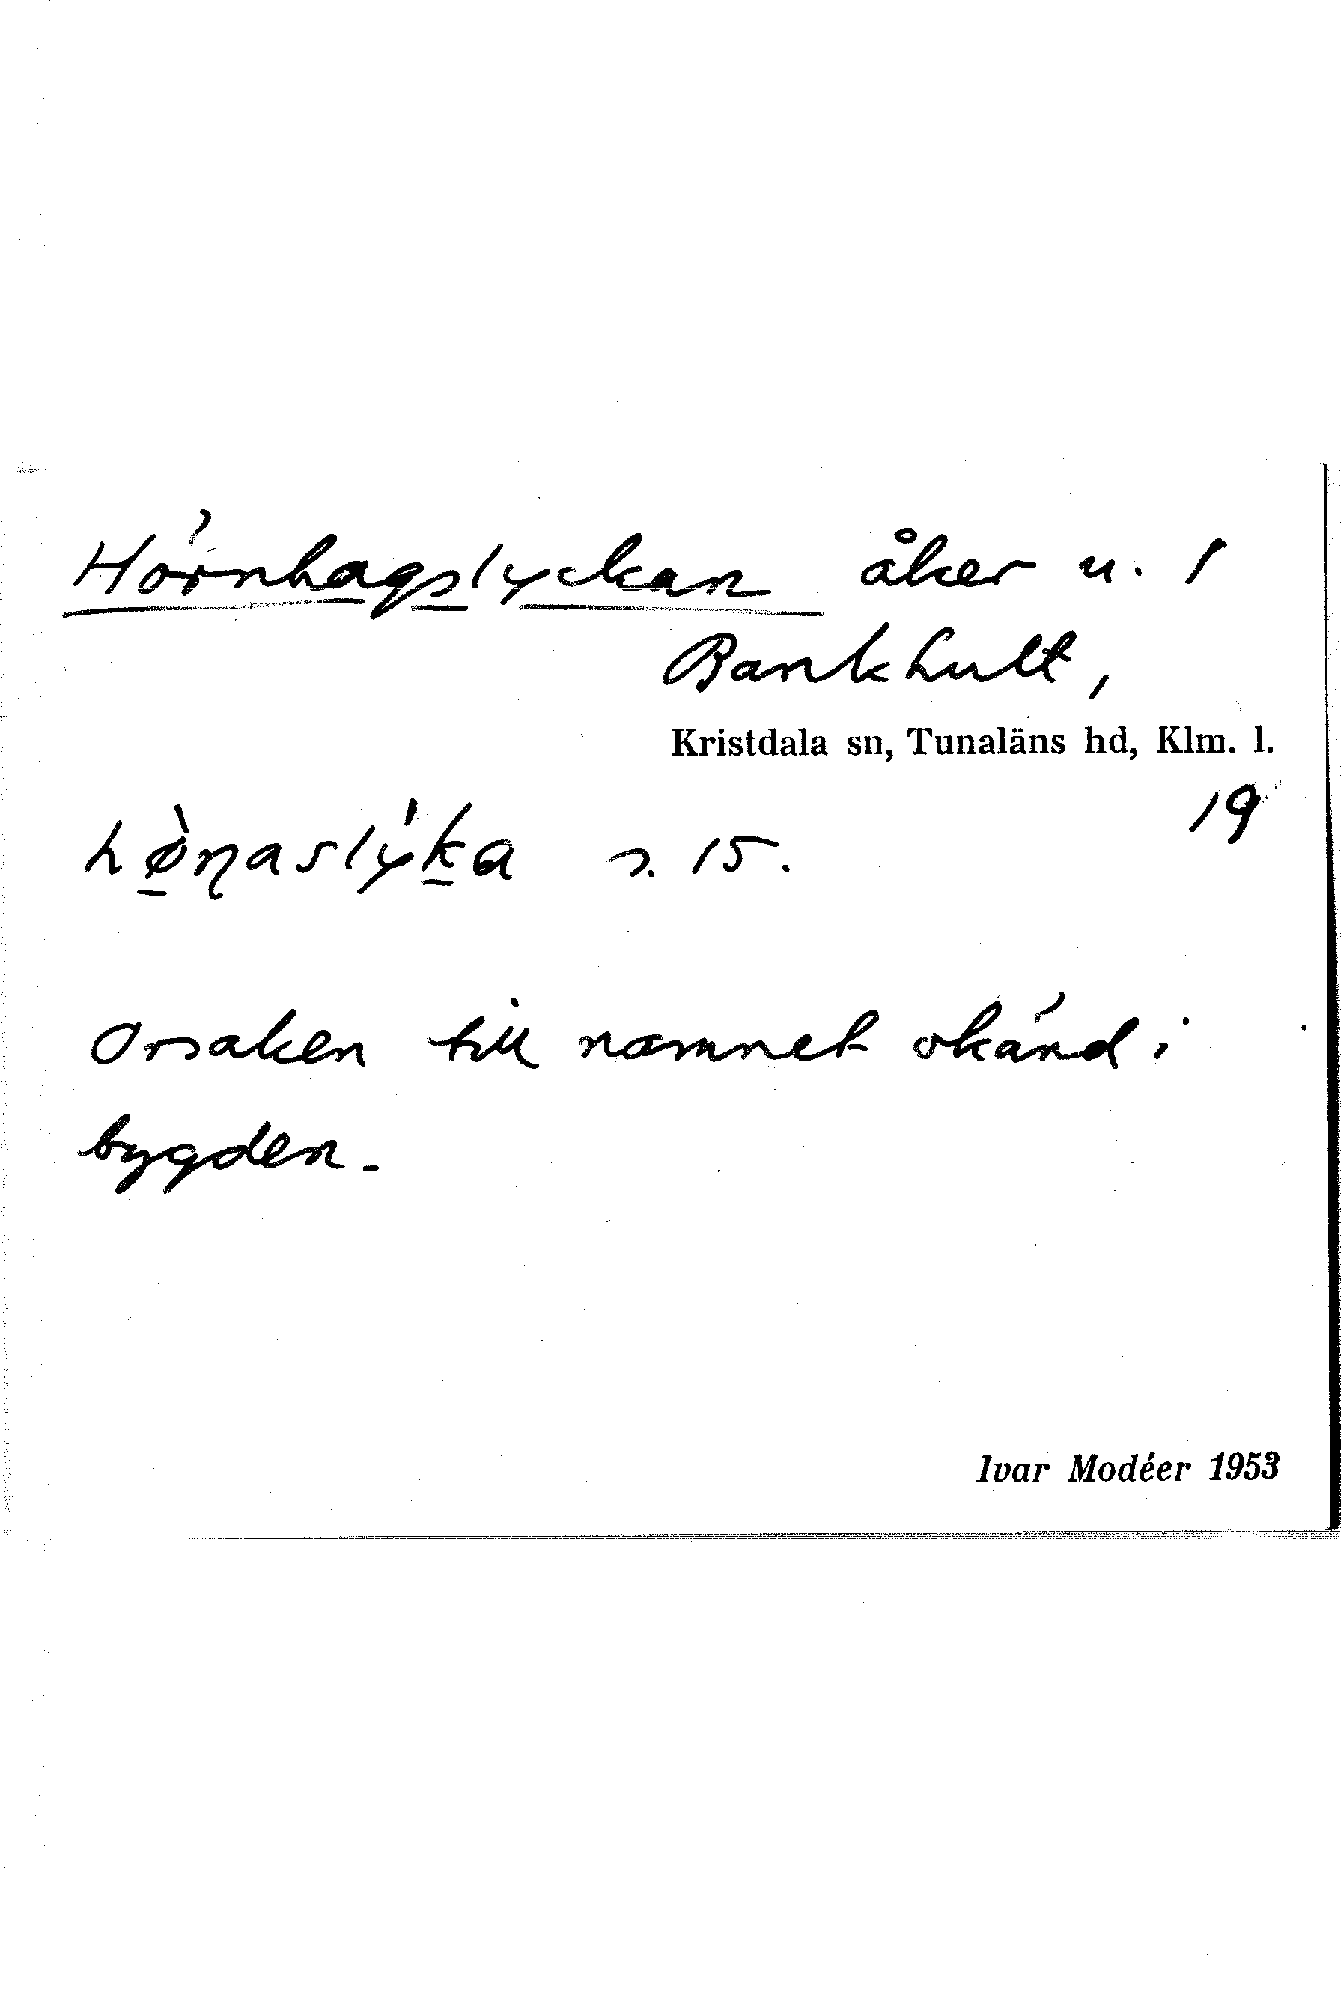 Hörnhagslyckan åker u. 1
Bankhult,
Kristdala sn, Tunaläns hd, Klm. l.
19
hø̀ṇaslýka s. 15.
Orsaken till namnet okänd i
bygden.
Ivar Modéer 1953